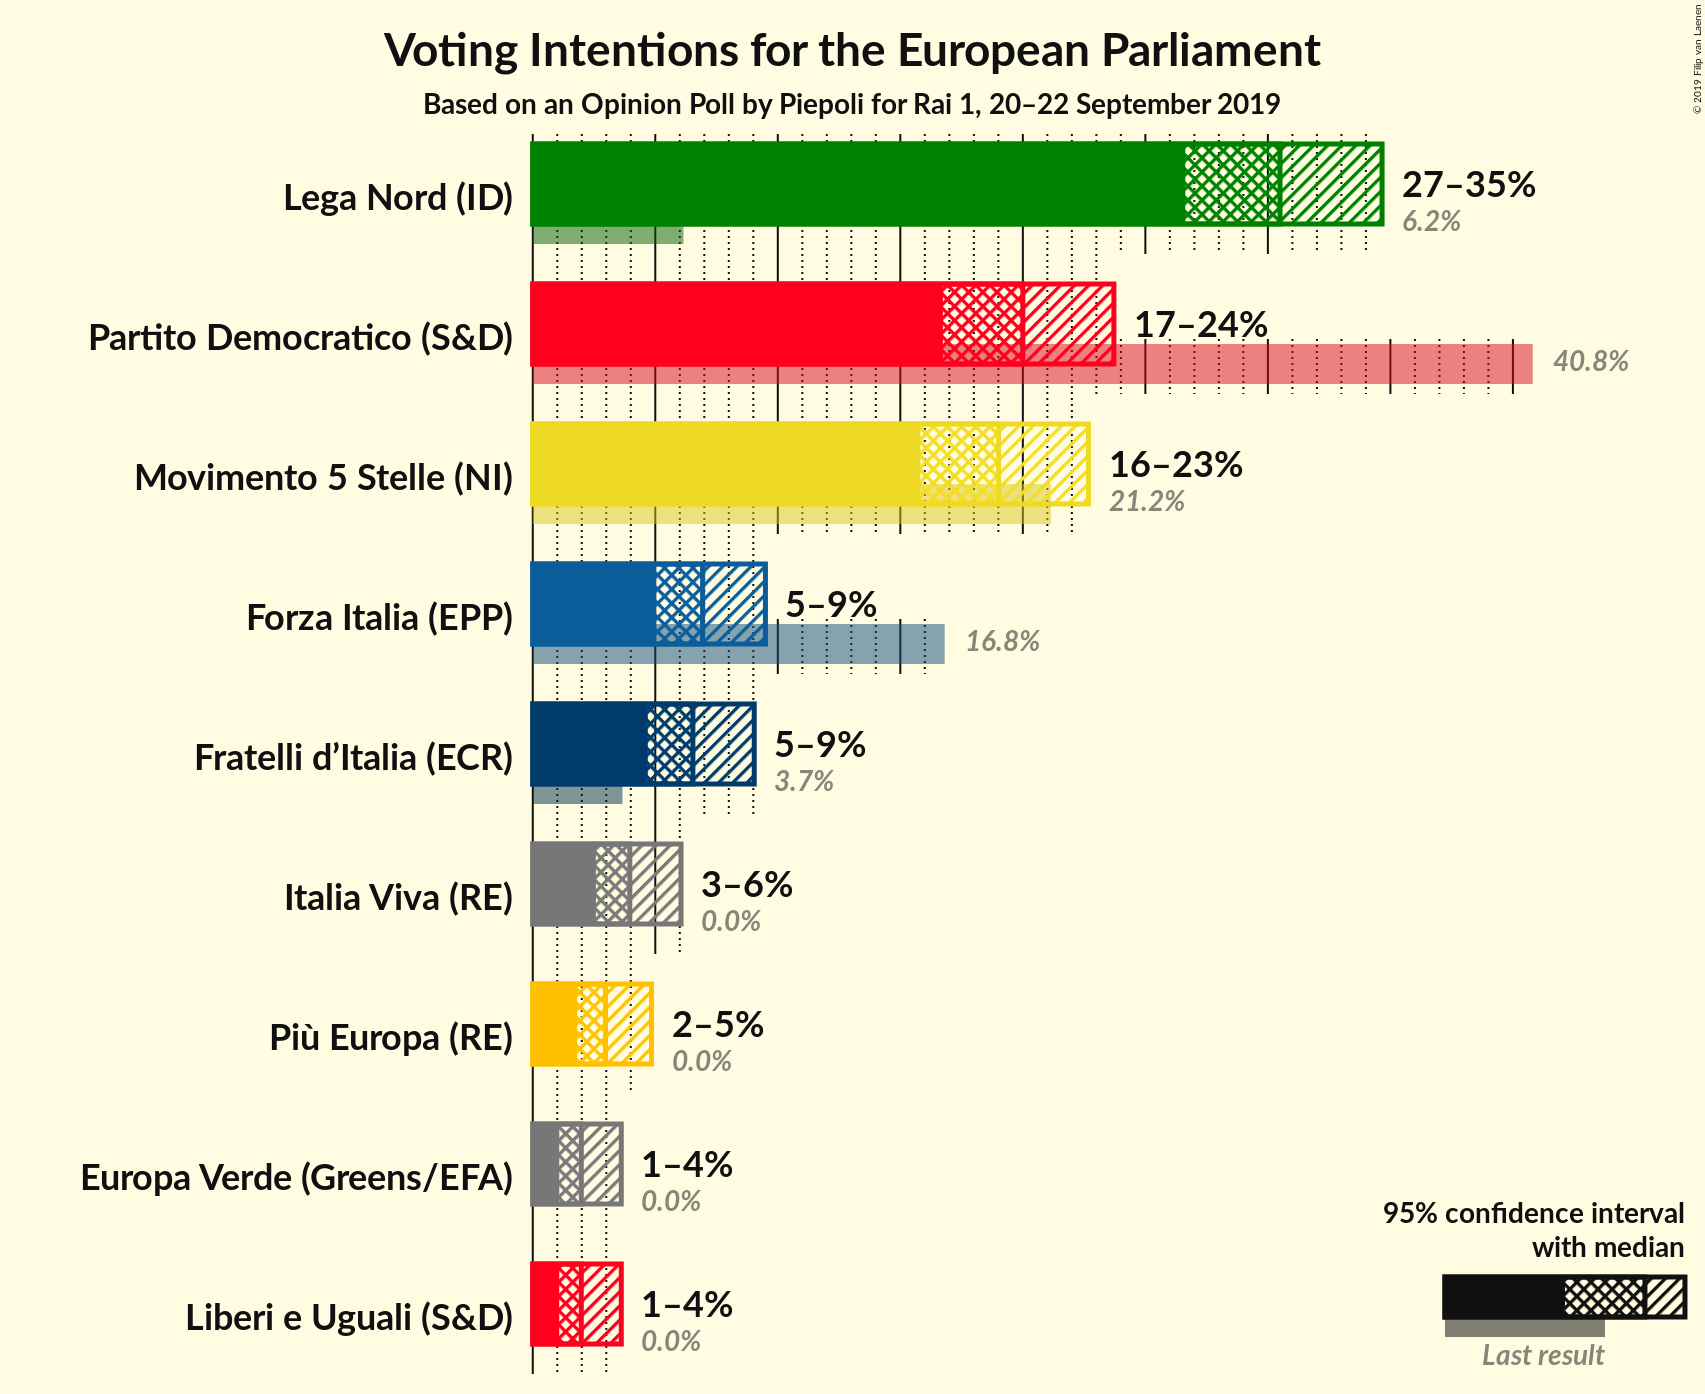 Voting Intentions for the European Parliament
Based on an Opinion Poll by Piepoli for Rai 1, 20–22 September 2019
© 2019 Filip van Laenen
Lega Nord (ID)
27–35%
6.2%
Partito Democratico (S&D)
17–24%
40.8%
Movimento 5 Stelle (NI)
16–23%
21.2%
Forza Italia (EPP)
5–9%
16.8%
Fratelli d’Italia (ECR)
5–9%
3.7%
Italia Viva (RE)
3–6%
0.0%
Più Europa (RE)
2–5%
0.0%
Europa Verde (Greens/EFA)
1–4%
0.0%
Liberi e Uguali (S&D)
1–4%
0.0%
95% confidence interval
with median
Last result